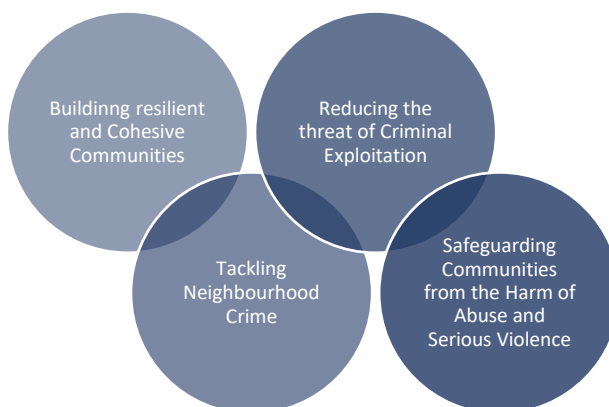 Buildinng resilient
and Cohesive
Communities
Reducing the
threat of Criminal
Exploitation
Tackling
Neighbourhood
Crime
Safeguarding
Communities
from the Harm of
Abuse and
Serious Violence